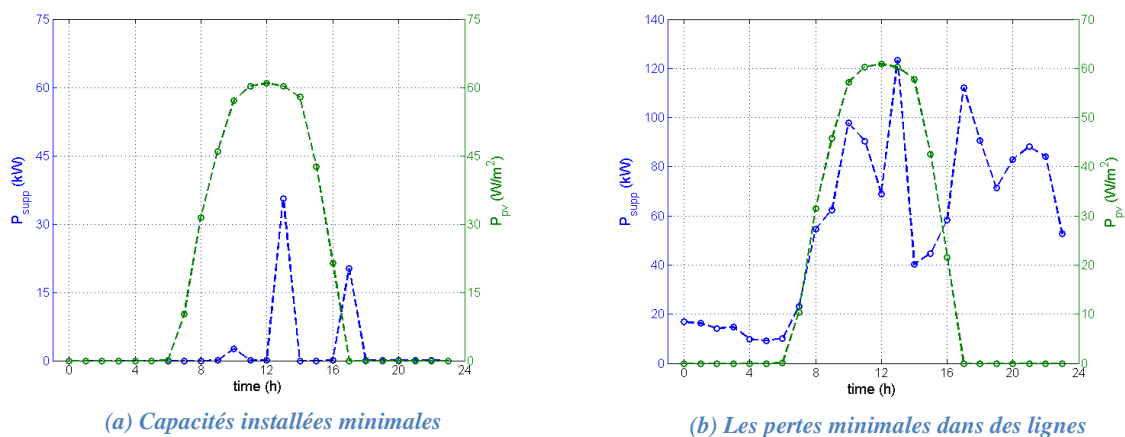 75
60
45
30
15
0
P_supp (kW)
75
60
45
30
15
0
P_pv (W/m²)
0 4 8 12 16 20 24
time (h)
(a) Capacités installées minimales
140
120
100
80
60
40
20
0
P_supp (kW)
70
60
50
40
30
20
10
0
P_pv (W/m²)
0 4 8 12 16 20 24
time (h)
(b) Les pertes minimales dans des lignes